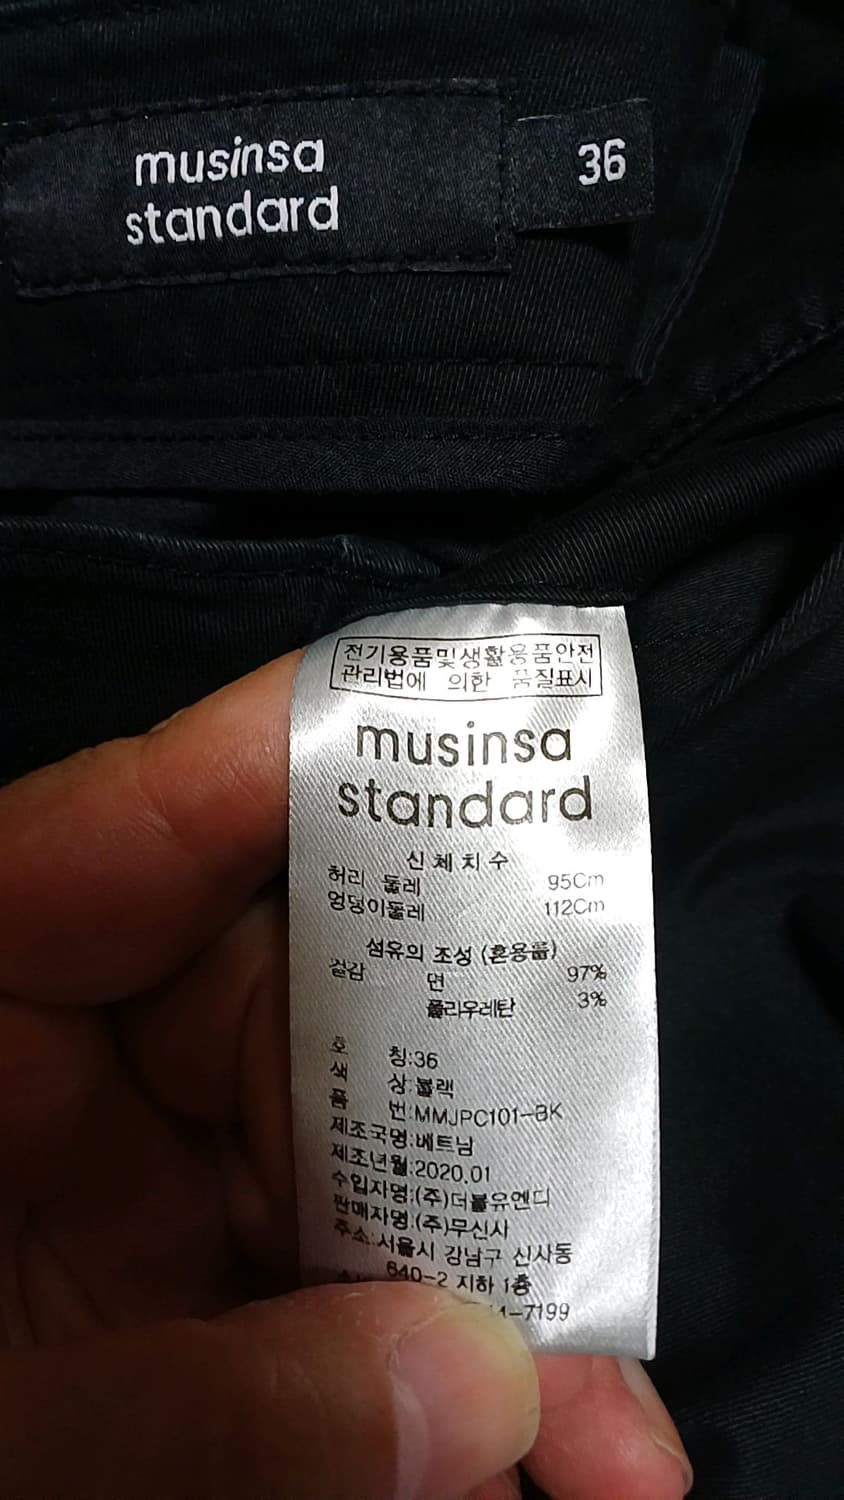 musinsa
standard
36
전기용품및생활용품안전
관리법에 의한 품질표시
musinsa
standard
신체치수
허리 둘레 95Cm
엉덩이둘레 112Cm
섬유의 조성 (혼용률)
겉감 면 97%
폴리우레탄 3%
호 칭:36
색 상:블랙
품 번:MMJPC101-BK
제조국명:베트남
제조년월:2020.01
수입자명:(주)더블유엔디
판매자명:(주)무신사
주소:서울시 강남구 신사동
640-2 지하 1층
-7199